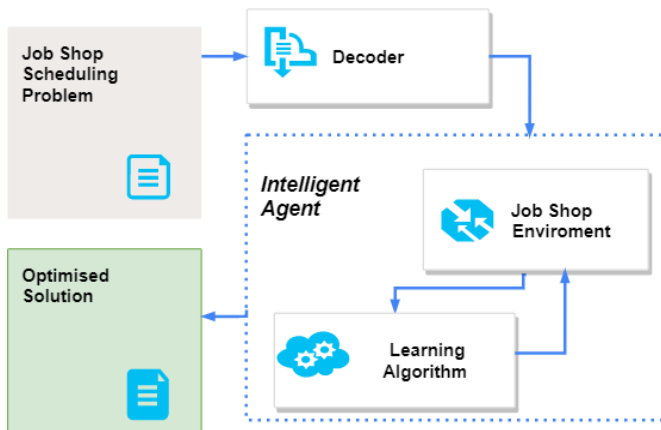 Job Shop
Scheduling
Problem
Decoder
Intelligent
Agent
Job Shop
Enviroment
Optimised
Solution
Learning
Algorithm